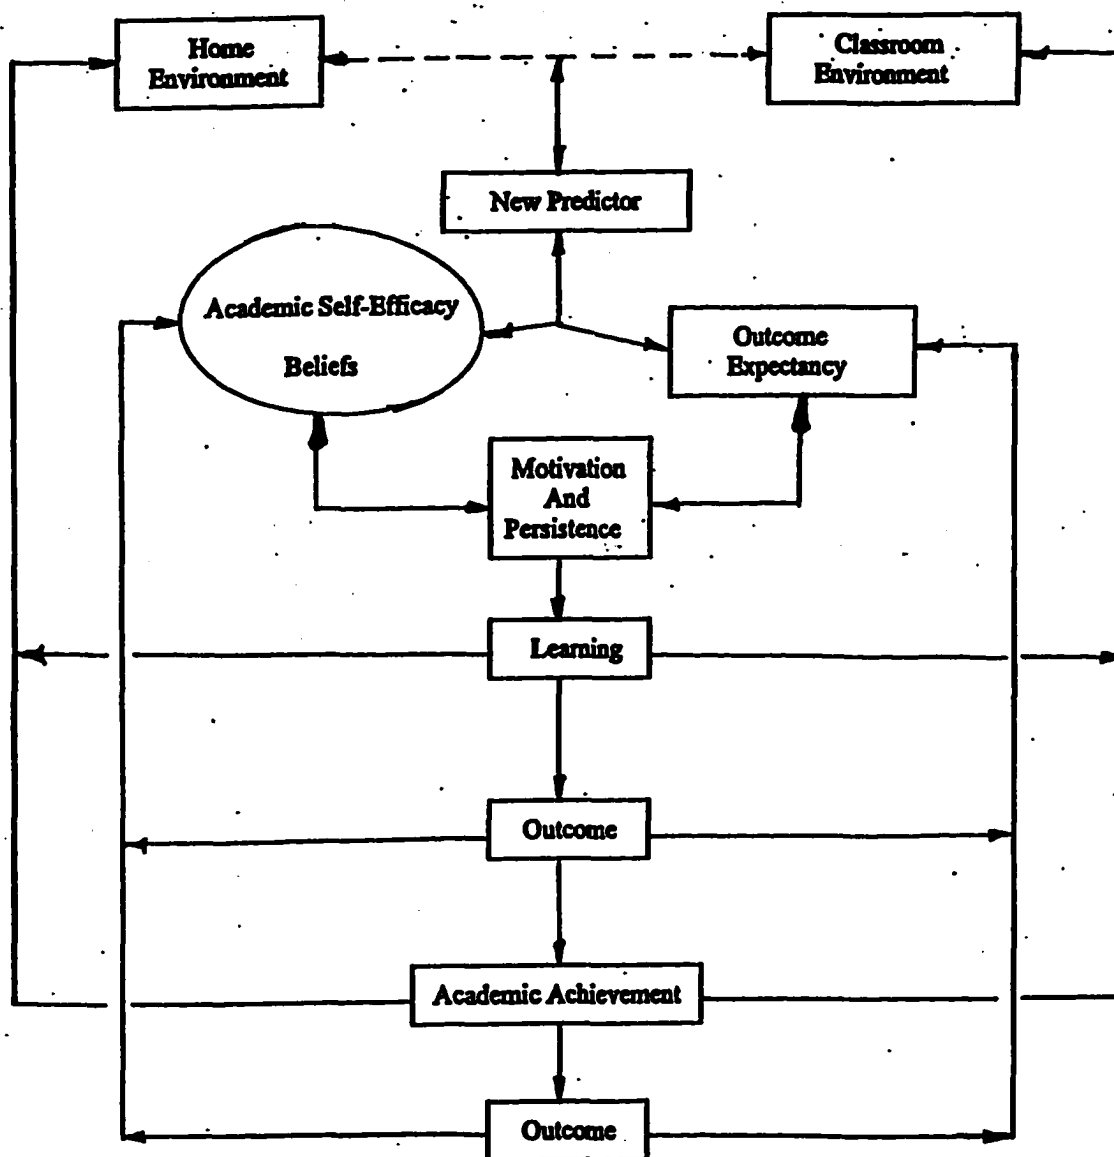 Home
Environment
Classroom
Environment
New Predictor
Academic Self-Efficacy
Beliefs
Outcome
Expectancy
Motivation
And
Persistence
Learning
Outcome
Academic Achievement
Outcome